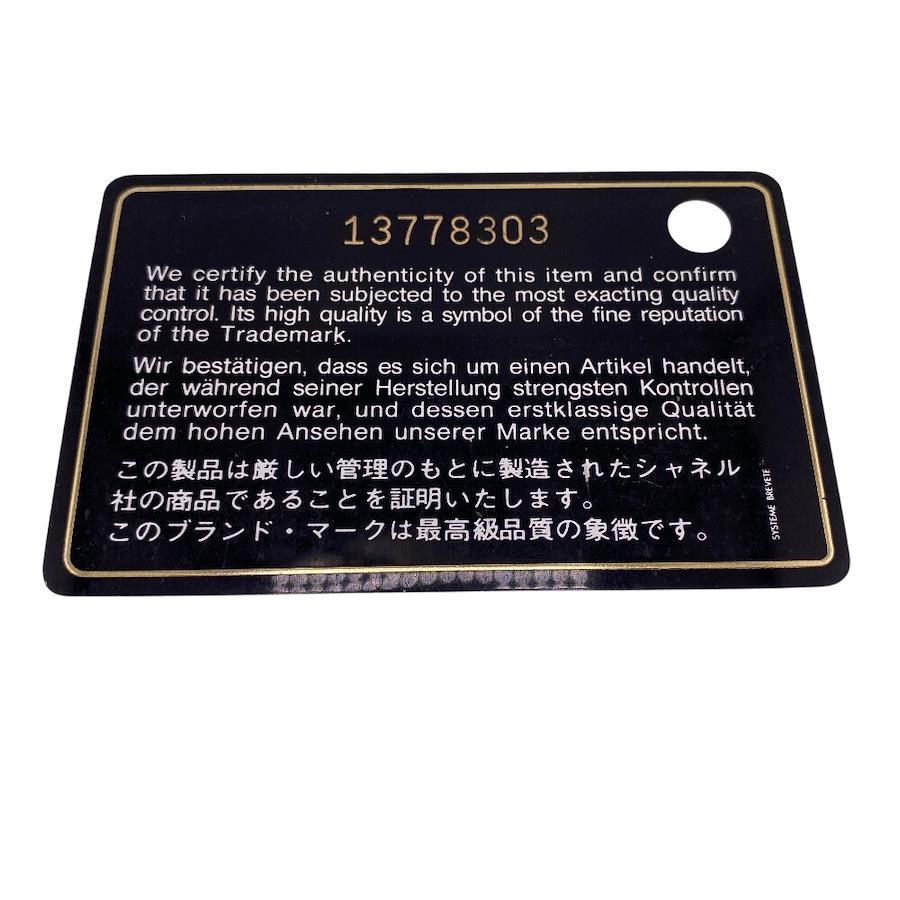 13778303
We certify the authenticity of this item and confirm
that it has been subjected to the most exacting quality
control. Its high quality is a symbol of the fine reputation
of the Trademark.
Wir bestätigen, dass es sich um einen Artikel handelt,
der während seiner Herstellung strengsten Kontrollen
unterworfen war, und dessen erstklassige Qualität
dem hohen Ansehen unserer Marke entspricht.
この製品は厳しい管理のもとに製造されたシャネル
社の商品であることを証明いたします。
このブランド・マークは最高級品質の象徴です。
SYSTEME BREVETE